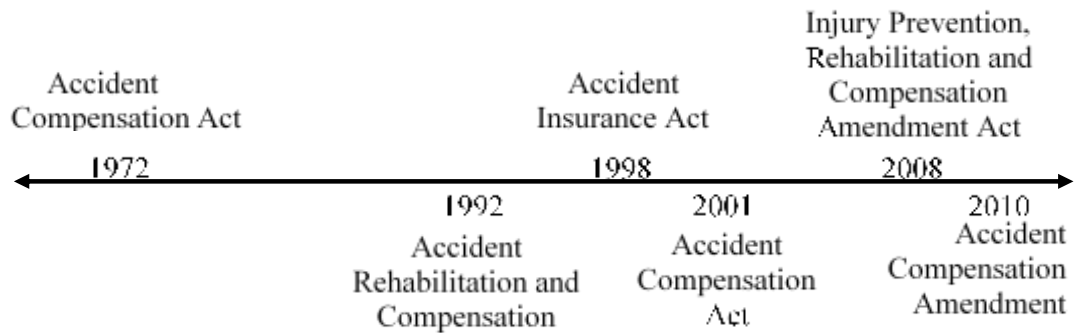 Accident
Compensation Act
1972
Accident
Insurance Act
1998
Injury Prevention,
Rehabilitation and
Compensation
Amendment Act
2008
1992
Accident
Rehabilitation and
Compensation
2001
Accident
Compensation
Act
2010
Accident
Compensation
Amendment